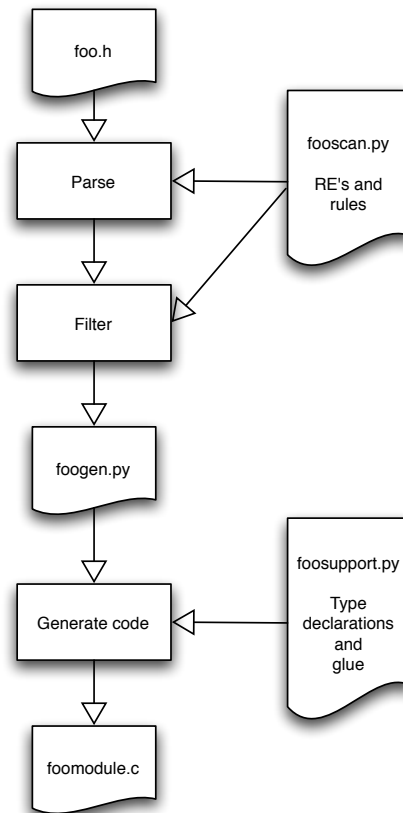 foo.h
fooscan.py
RE's and
rules
Parse
Filter
foogen.py
foosupport.py
Type
declarations
and
glue
Generate code
foomodule.c